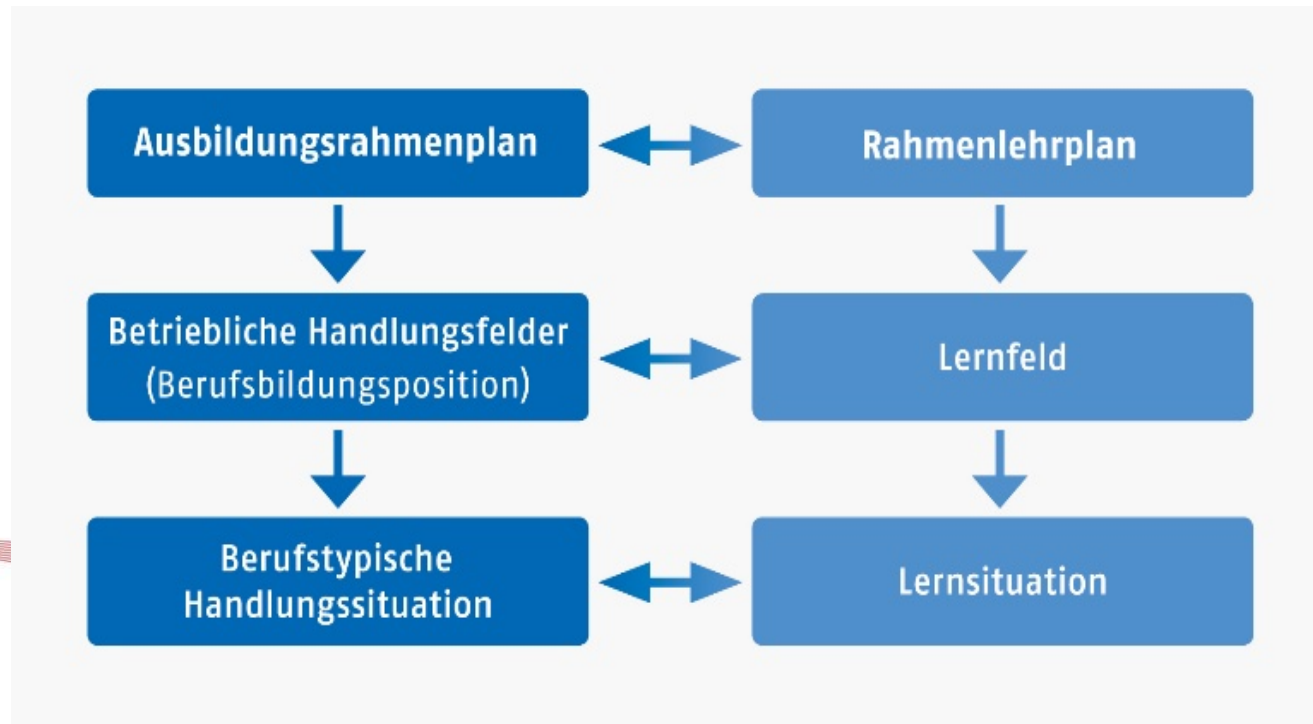 Ausbildungsrahmenplan
Rahmenlehrplan
Betriebliche Handlungsfelder
(Berufsbildungsposition)
Lernfeld
Berufstypische
Handlungssituation
Lernsituation